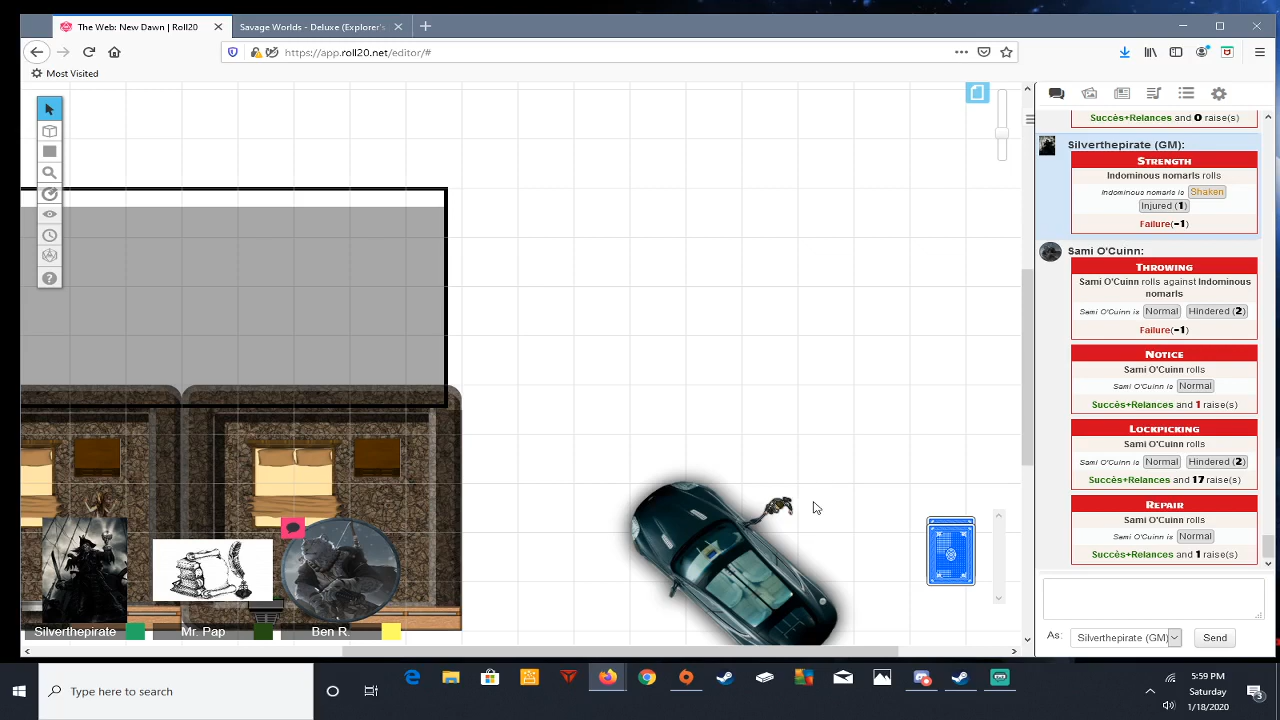 The Web: New Dawn | Roll20
Savage Worlds - Deluxe (Explorer's
https://app.roll20.net/editor/#
Most Visited
Succès+Relances and 0 raise(s)
Silverthepirate (GM):
STRENGTH
Indominous nomarls rolls
Indominous nomarls is Shaken
Injured (1)
Failure(-1)
Sami O'Cuinn:
THROWING
Sami O'Cuinn rolls against Indominous
nomarls
Sami O'Cuinn is Normal Hindered (2)
Failure(-1)
NOTICE
Sami O'Cuinn rolls
Sami O'Cuinn is Normal
Succès+Relances and 1 raise(s)
LOCKPICKING
Sami O'Cuinn rolls
Sami O'Cuinn is Normal Hindered (2)
Succès+Relances and 17 raise(s)
REPAIR
Sami O'Cuinn rolls
Sami O'Cuinn is Normal
Succès+Relances and 1 raise(s)
Silverthepirate
Mr. Pap
Ben R.
As:
Silverthepirate (GM)
Send
Type here to search
5:59 PM
Saturday
1/18/2020
3